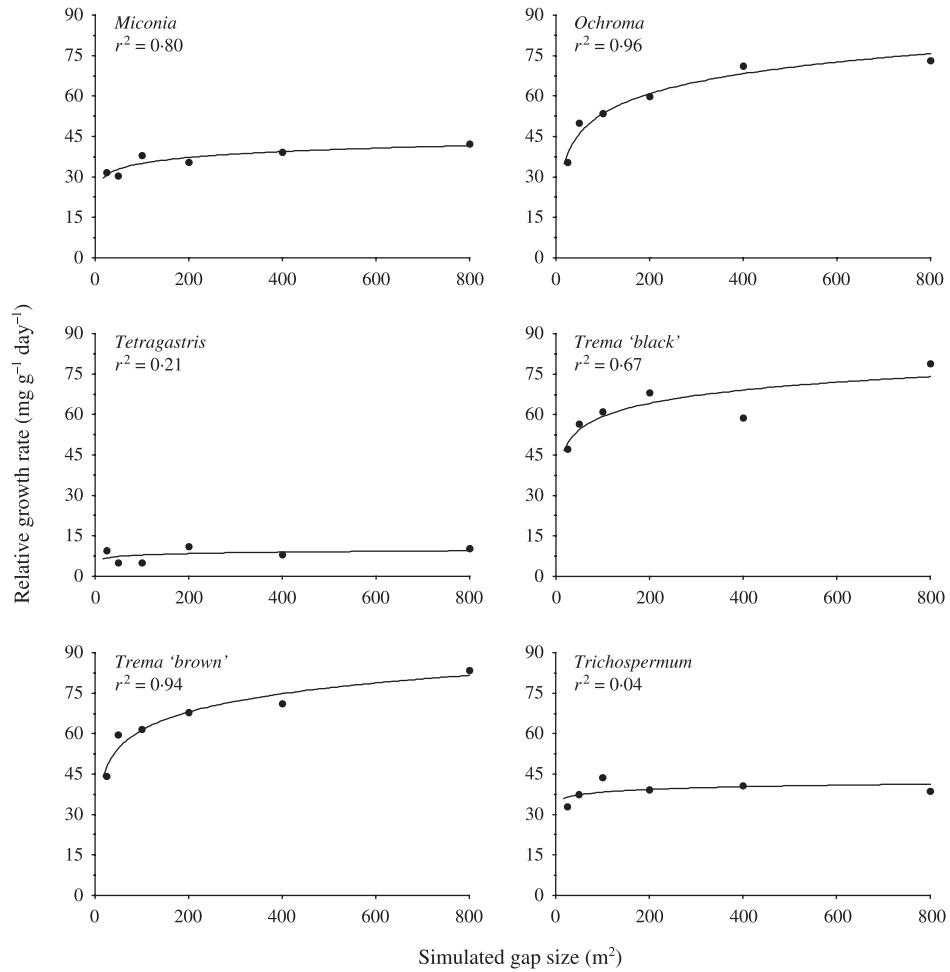 Miconia
r² = 0·80
90
75
60
45
30
15
0
0 200 400 600 800
Ochroma
r² = 0·96
90
75
60
45
30
15
0
0 200 400 600 800
Relative growth rate (mg g⁻¹ day⁻¹)
Tetragastris
r² = 0·21
90
75
60
45
30
15
0
0 200 400 600 800
Trema ‘black’
r² = 0·67
90
75
60
45
30
15
0
0 200 400 600 800
Trema ‘brown’
r² = 0·94
90
75
60
45
30
15
0
0 200 400 600 800
Trichospermum
r² = 0·04
90
75
60
45
30
15
0
0 200 400 600 800
Simulated gap size (m²)